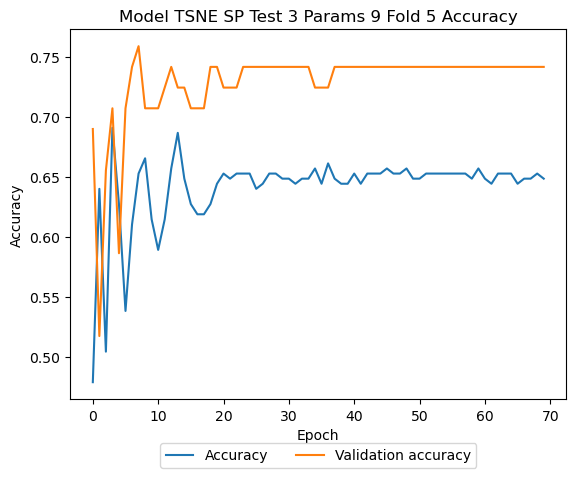 Model TSNE SP Test 3 Params 9 Fold 5 Accuracy
0.75
0.70
0.65
0.60
0.55
0.50
Accuracy
0 10 20 30 40 50 60 70
Epoch
Accuracy Validation accuracy